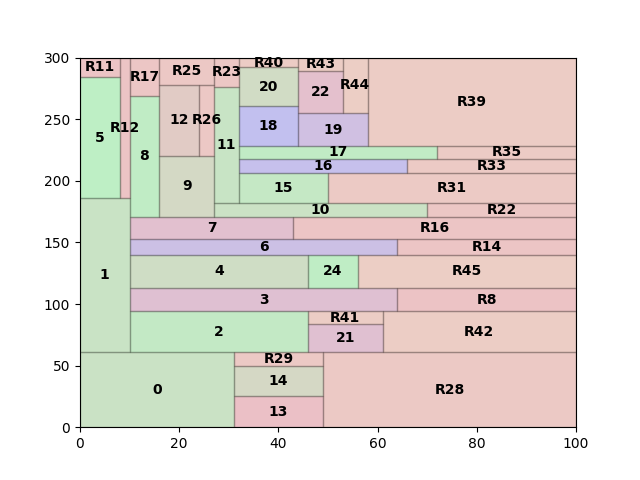 300
R11 R17 R25 R23 R40 R43
R44
20 22 R39
250
5 R12 12 R26
18 19
8 11
17 R35
16 R33
200
9 15 R31
10 R22
7 R16
150
6 R14
1 4 24 R45
3 R8
100
R41
2 21 R42
50
R29
14
0 R28
13
0
0 20 40 60 80 100